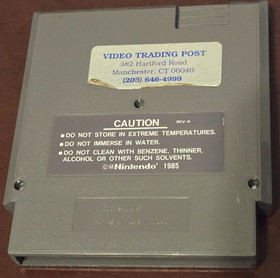 VIDEO TRADING POST
382 Hartford Road
Manchester, CT 06040
(203) 646-4999
CAUTION REV-A
●DO NOT STORE IN EXTREME TEMPERATURES.
●DO NOT IMMERSE IN WATER.
●DO NOT CLEAN WITH BENZENE, THINNER,
ALCOHOL OR OTHER SUCH SOLVENTS.
©Nintendo® 1985